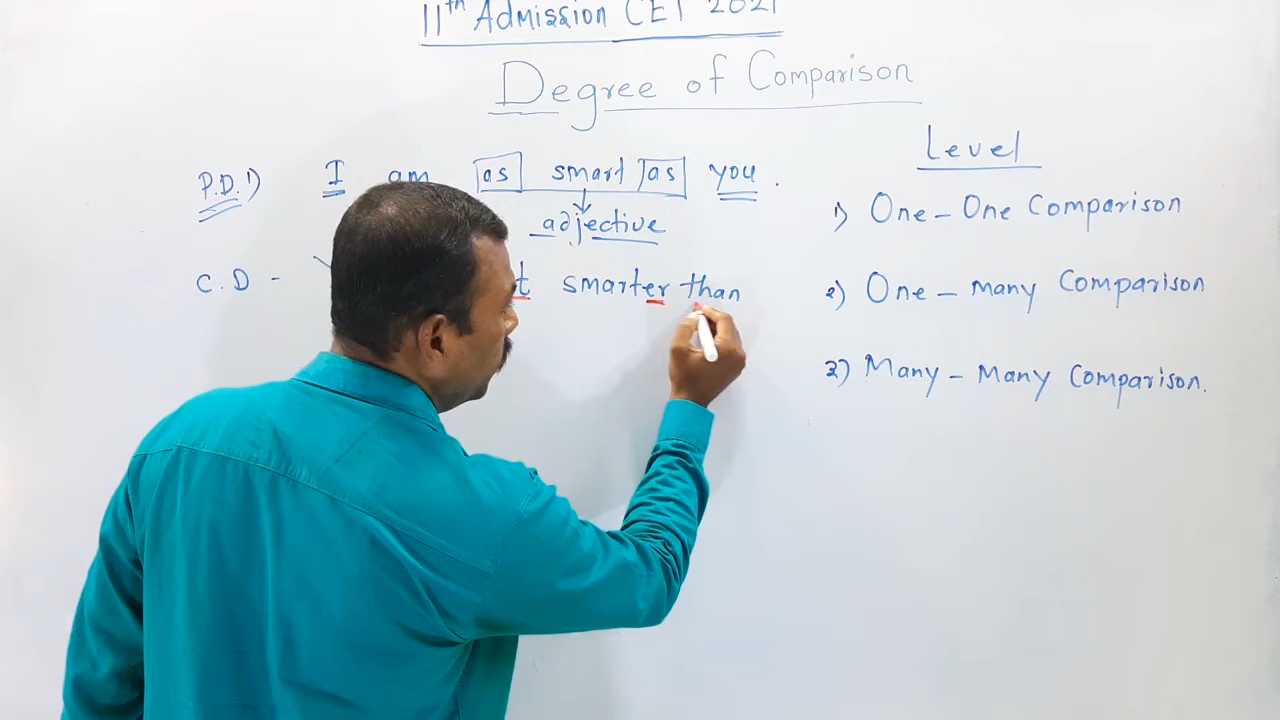 11th Admission CET 2021
Degree of Comparison
P.D. 1) I am as smart as you .
adjective
C.D - smarter than
Level
1) One - One Comparison
2) One - Many Comparison
3) Many - Many Comparison.